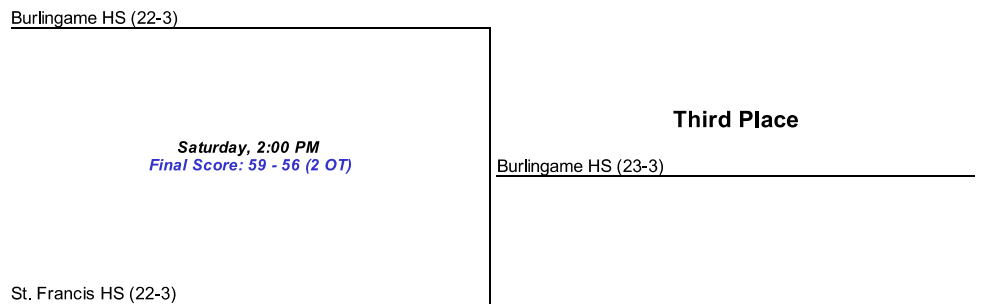 Burlingame HS (22-3)
Third Place
Saturday, 2:00 PM
Final Score: 59 - 56 (2 OT)
Burlingame HS (23-3)
St. Francis HS (22-3)